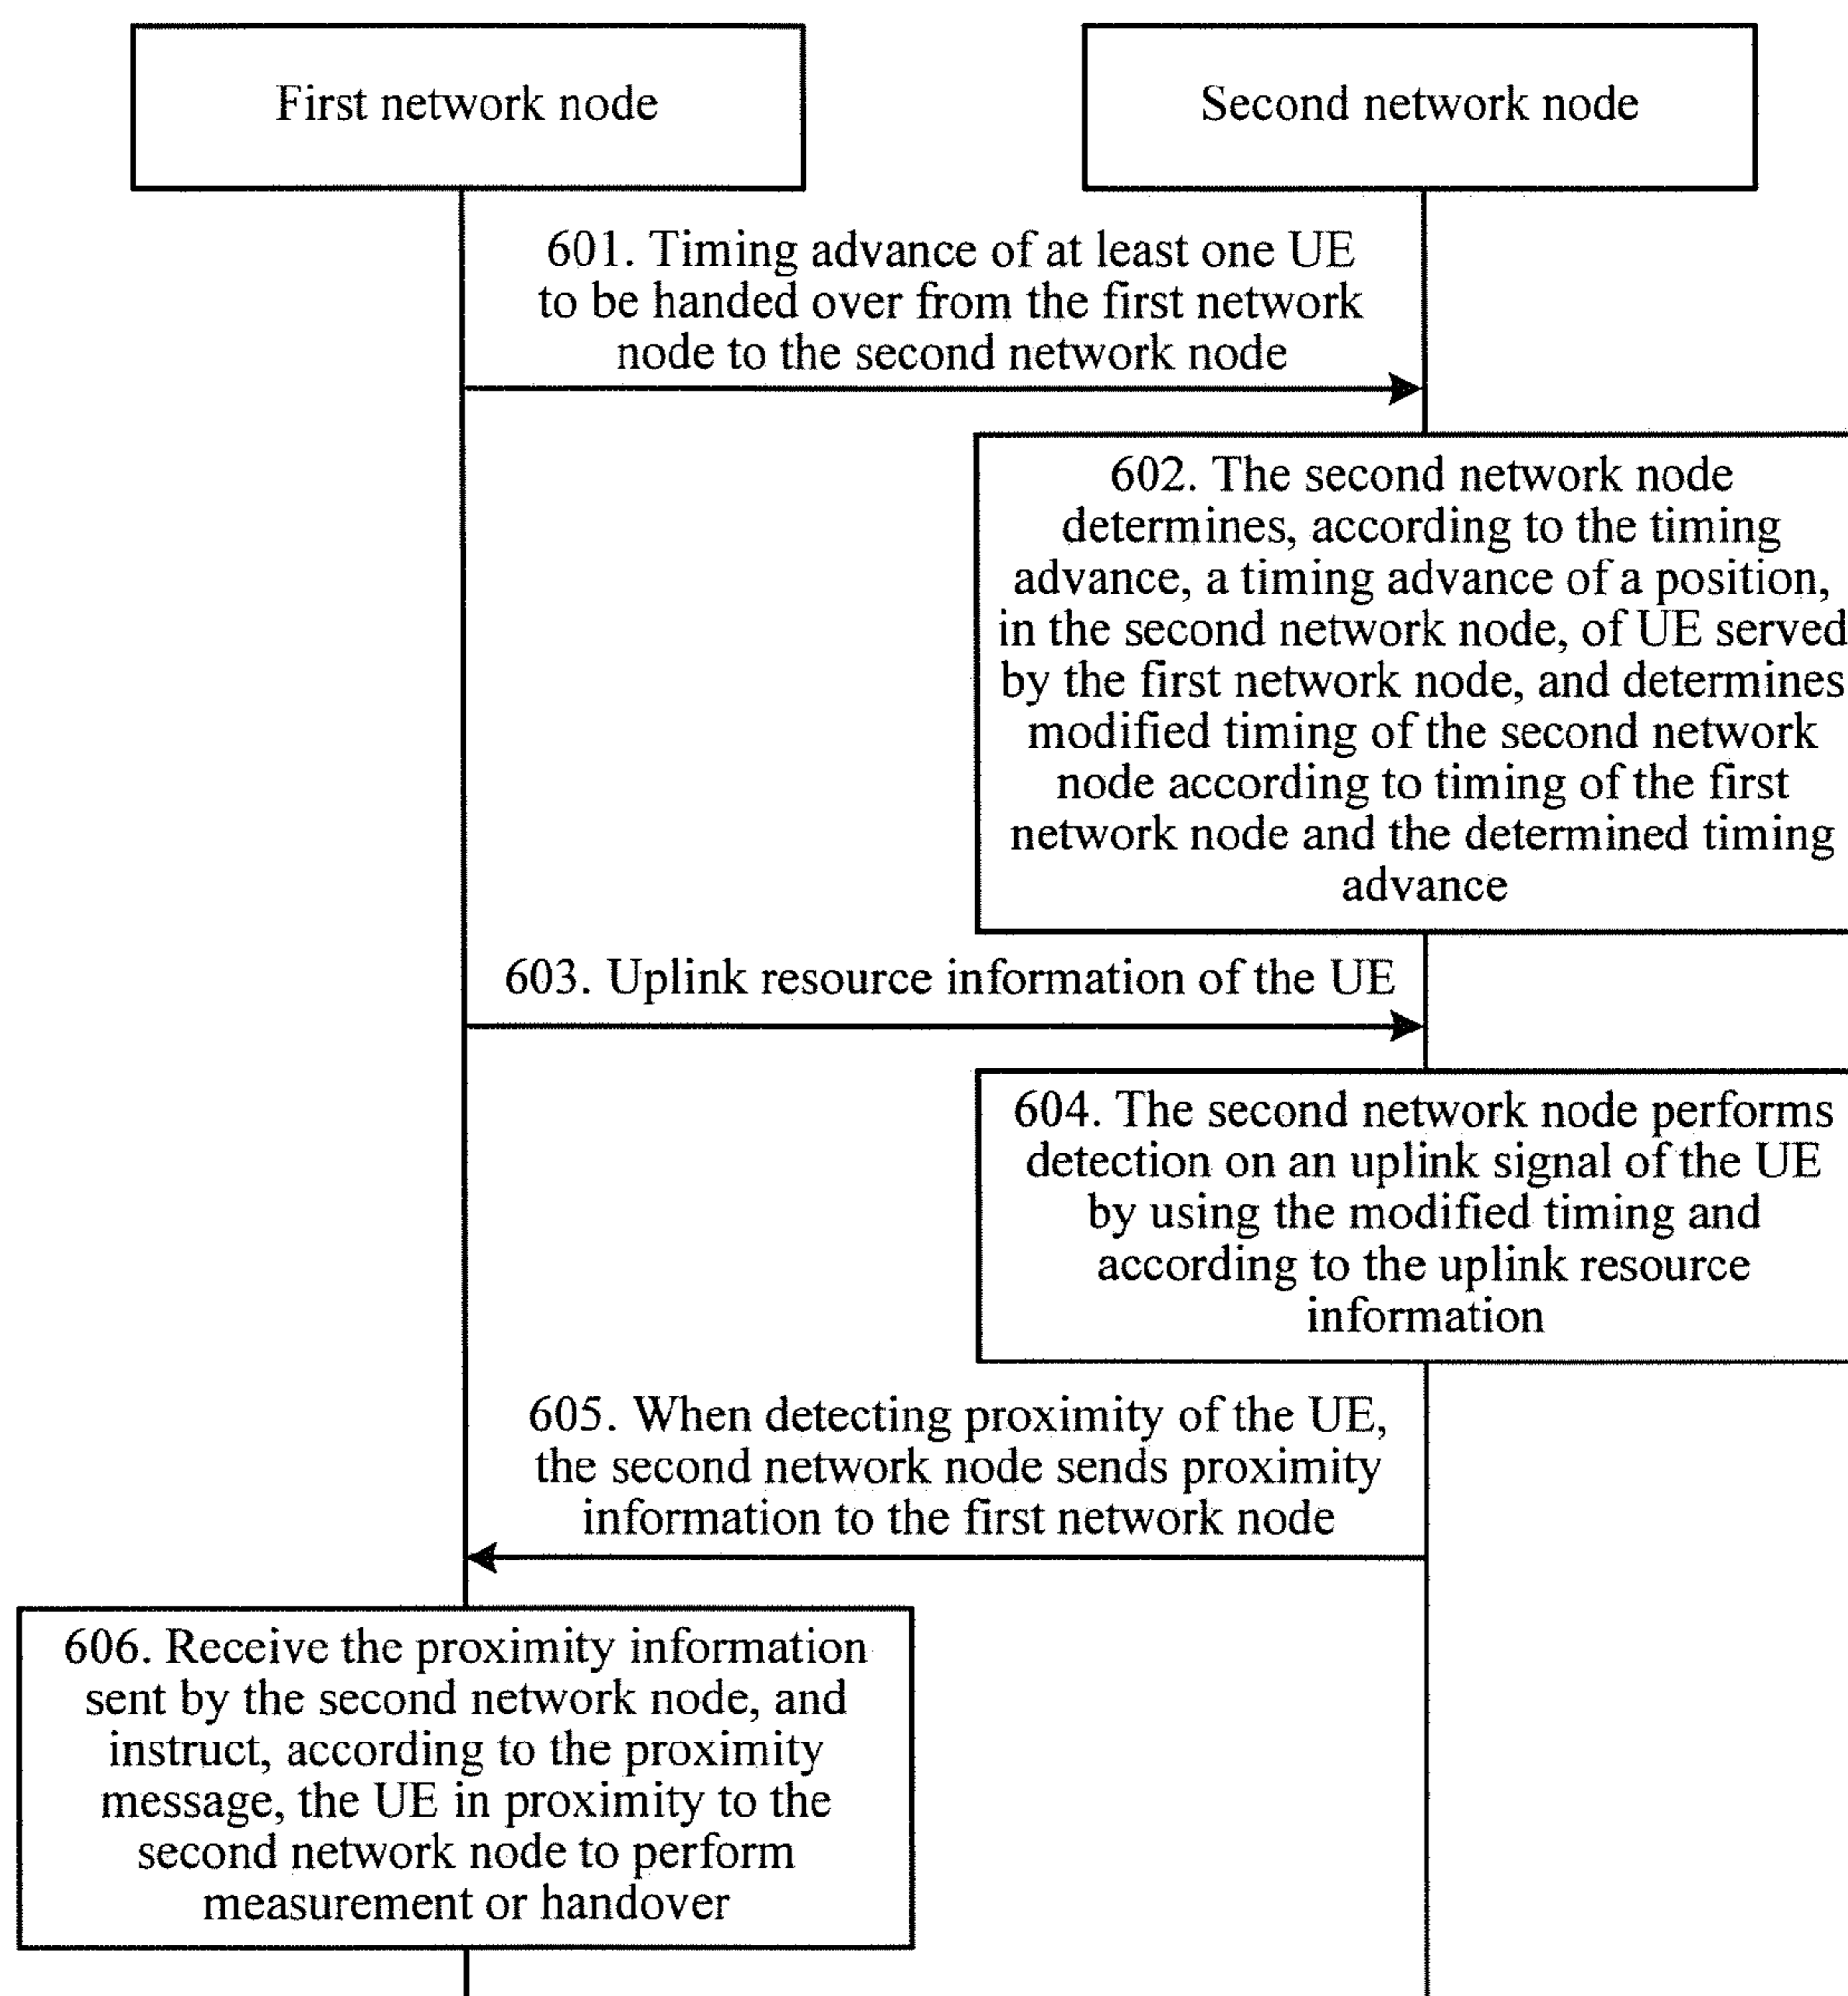 First network node
Second network node
601. Timing advance of at least one UE
to be handed over from the first network
node to the second network node
602. The second network node
determines, according to the timing
advance, a timing advance of a position,
in the second network node, of UE served
by the first network node, and determines
modified timing of the second network
node according to timing of the first
network node and the determined timing
advance
603. Uplink resource information of the UE
604. The second network node performs
detection on an uplink signal of the UE
by using the modified timing and
according to the uplink resource
information
605. When detecting proximity of the UE,
the second network node sends proximity
information to the first network node
606. Receive the proximity information
sent by the second network node, and
instruct, according to the proximity
message, the UE in proximity to the
second network node to perform
measurement or handover